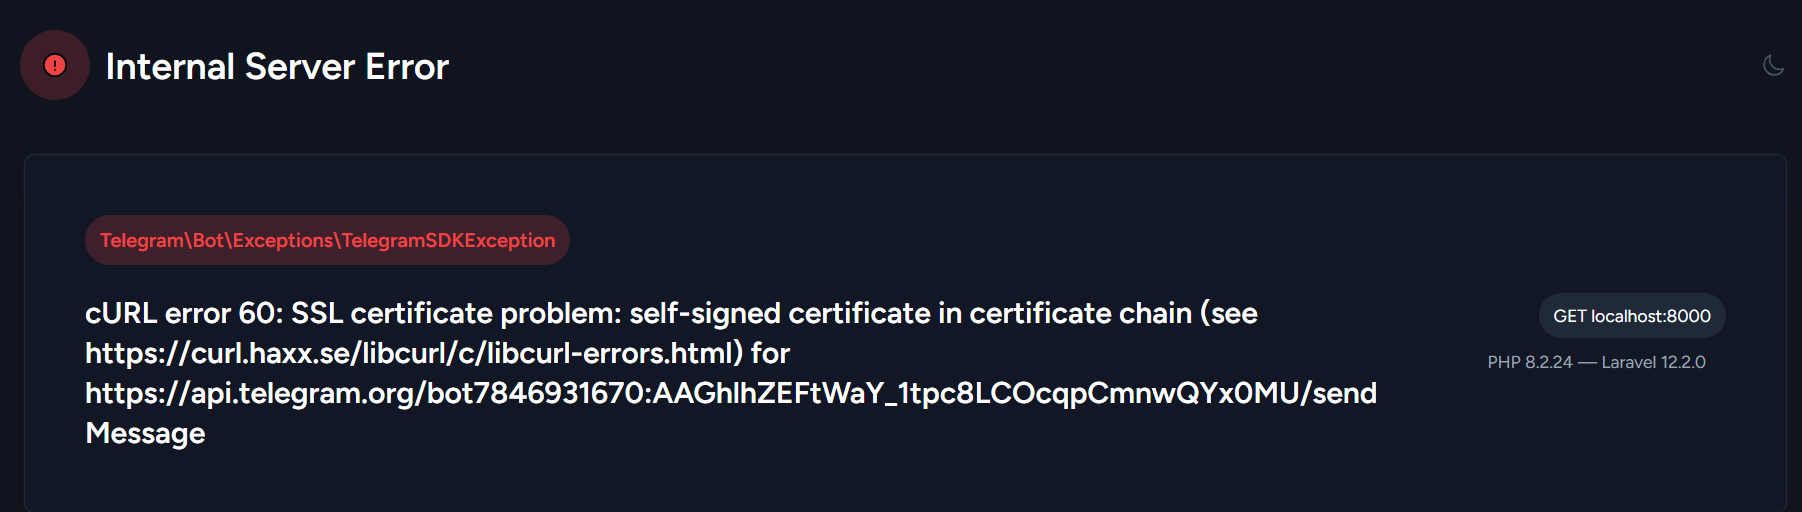 Internal Server Error
Telegram\Bot\Exceptions\TelegramSDKException
cURL error 60: SSL certificate problem: self-signed certificate in certificate chain (see
https://curl.haxx.se/libcurl/c/libcurl-errors.html) for
https://api.telegram.org/bot7846931670:AAGhlhZEFtWaY_1tpc8LCOcqpCmnwQYx0MU/send
Message
GET localhost:8000
PHP 8.2.24 — Laravel 12.2.0